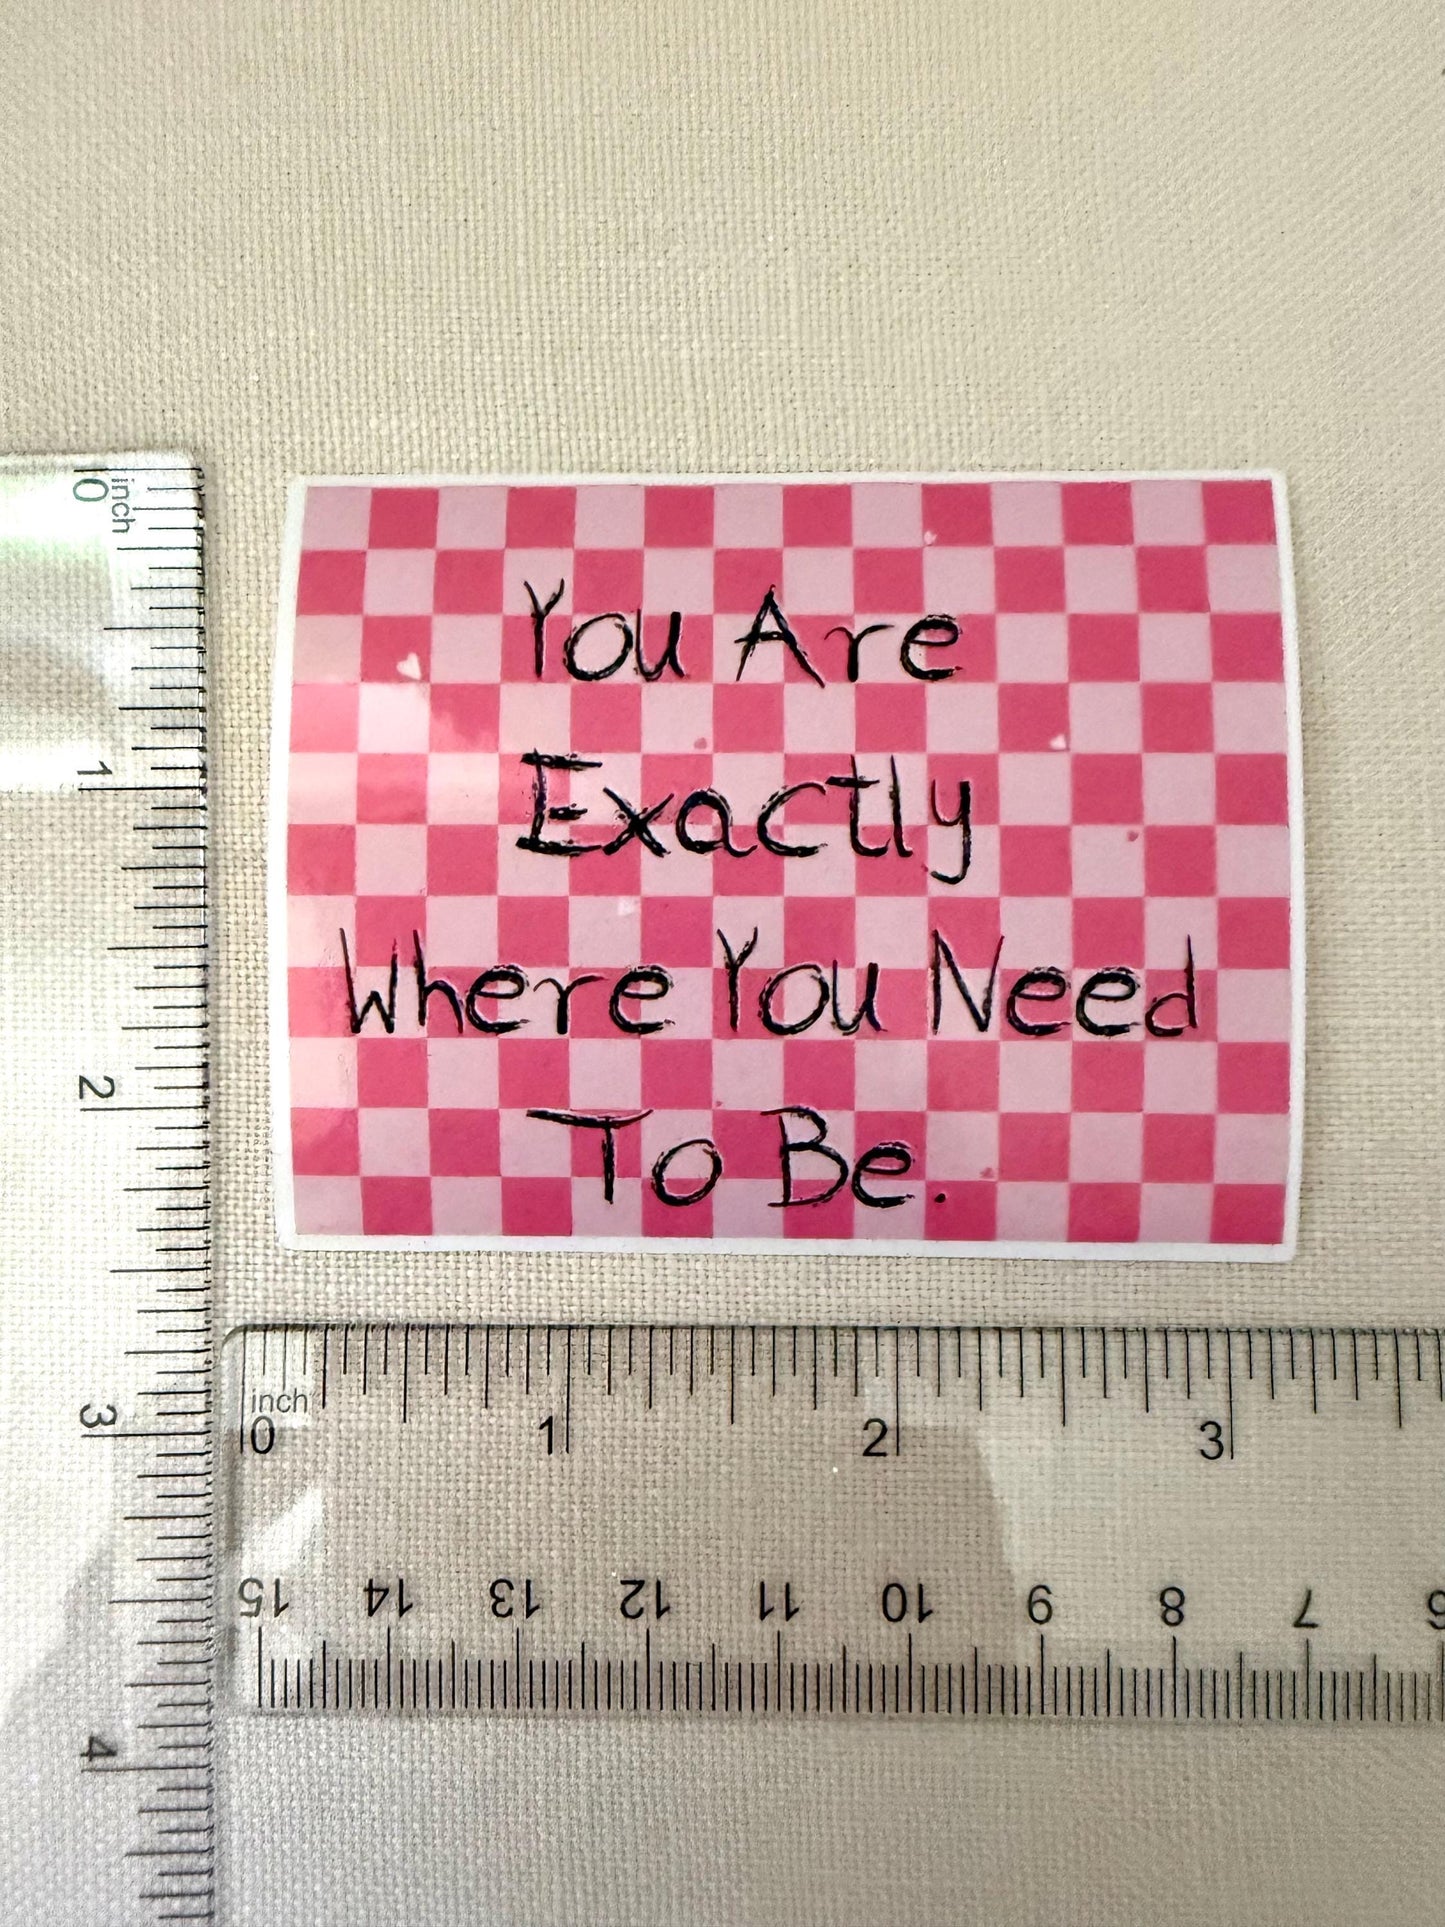 You Are
Exactly
Where You Need
To Be.
inch
0
1
2
3
4
inch
0 1 2 3
15 14 13 12 11 10 9 8 7 6